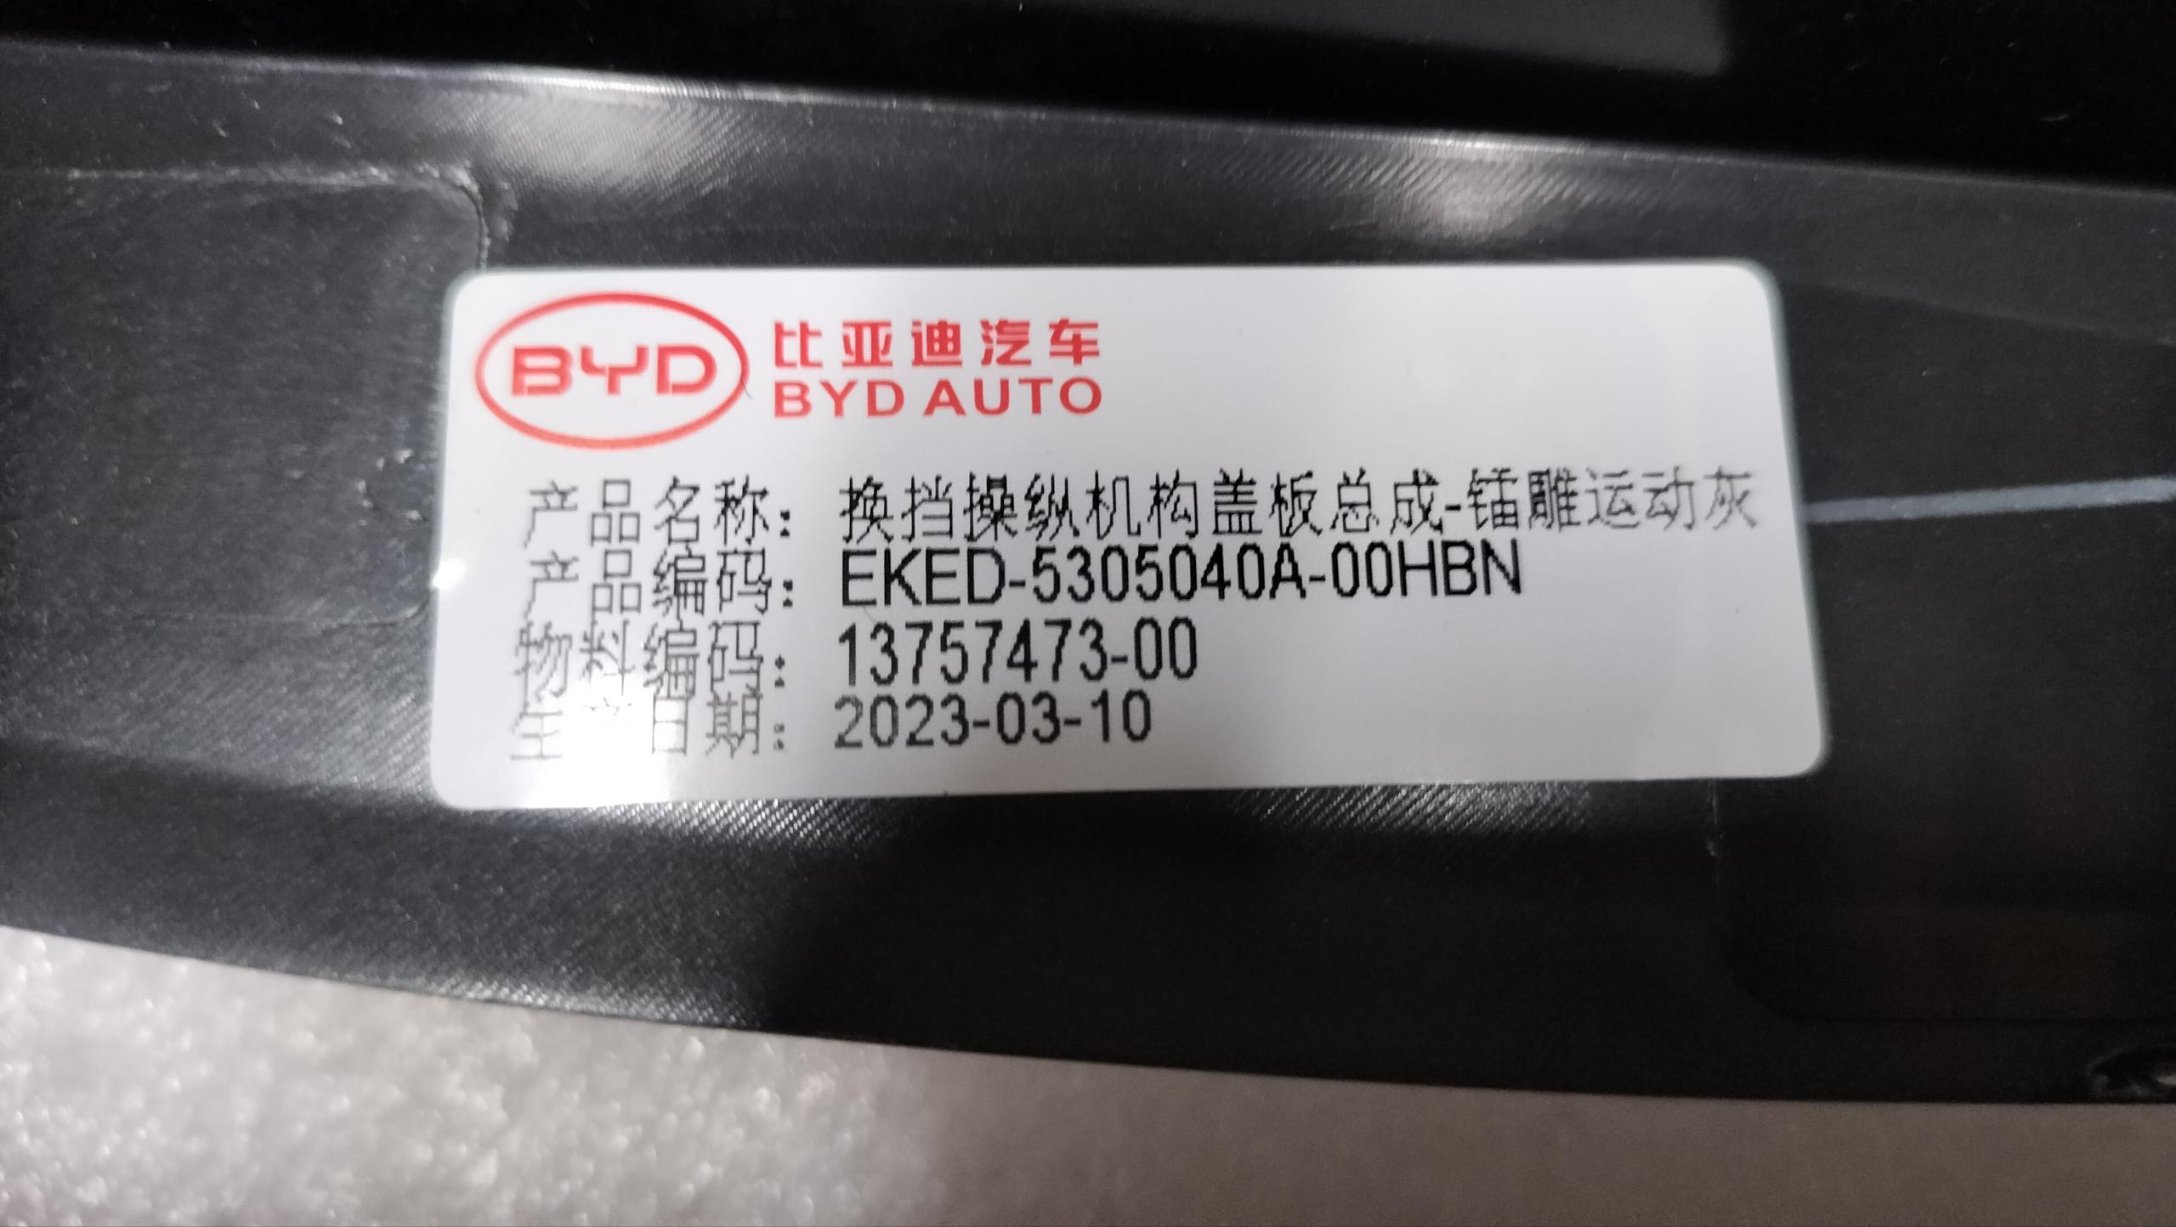 BYD
比亚迪汽车
BYD AUTO
产品名称: 换挡操纵机构盖板总成-镭雕运动灰
产品编码: EKED-5305040A-00HBN
物料编码: 13757473-00
生产日期: 2023-03-10